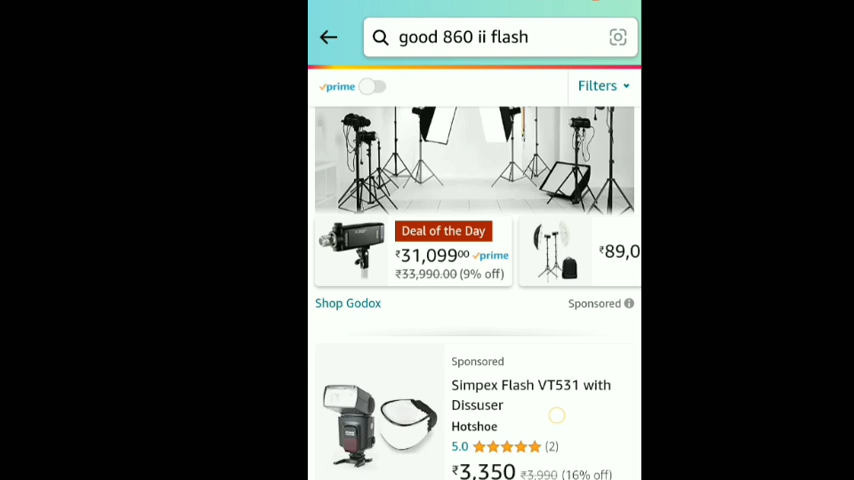 good 860 ii flash
prime
Filters
Deal of the Day
₹31,099⁰⁰ prime
₹33,990.00 (9% off)
₹89,0
Shop Godox
Sponsored
Sponsored
Simpex Flash VT531 with
Dissuser
Hotshoe
5.0 (2)
₹3,350 ₹3,990 (16% off)